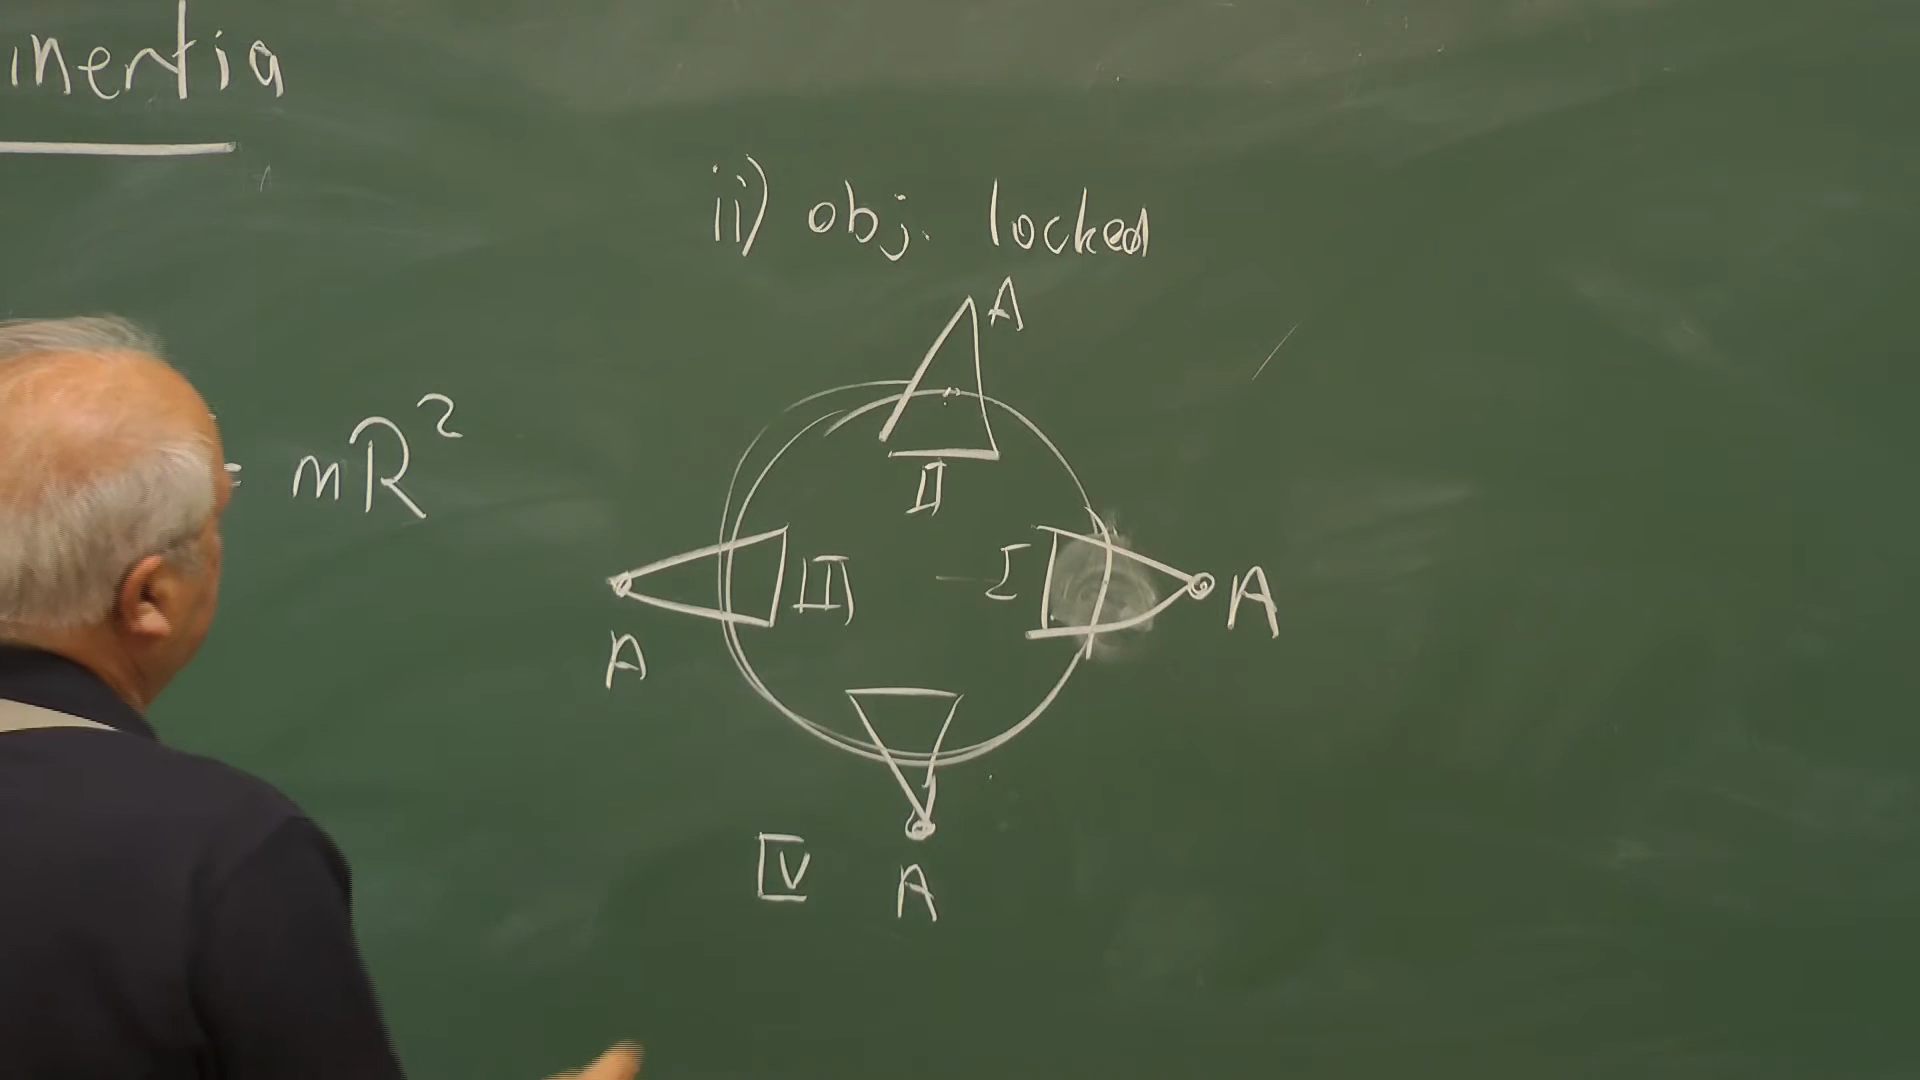 inertia
ii) obj. locked
A
= mR²
II
III
I
A
A
IV
A